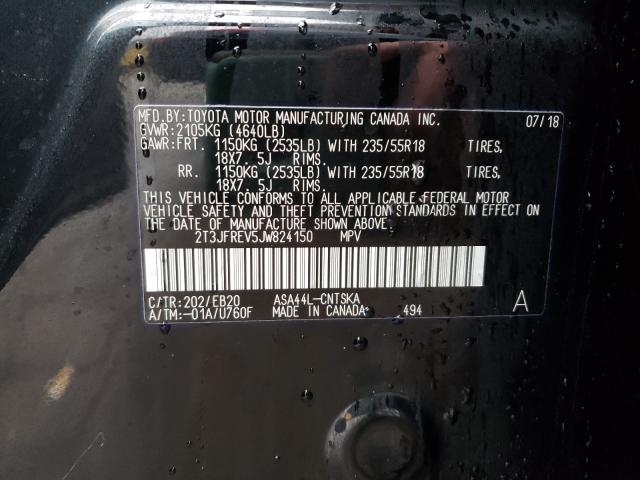 MFD.BY:TOYOTA MOTOR MANUFACTURING CANADA INC. 07/18
GVWR:2105KG (4640LB)
GAWR:FRT. 1150KG (2535LB) WITH 235/55R18 TIRES,
18X7. 5J RIMS.
RR. 1150KG (2535LB) WITH 235/55R18 TIRES,
18X7. 5J RIMS.
THIS VEHICLE CONFORMS TO ALL APPLICABLE FEDERAL MOTOR
VEHICLE SAFETY AND THEFT PREVENTION STANDARDS IN EFFECT
ON THE DATE OF MANUFACTURE SHOWN ABOVE.
2T3JFREV5JW824150 MPV
C/TR:202/EB20 ASA44L-CNTSKA
A/TM:-01A/U760F MADE IN CANADA 494 A